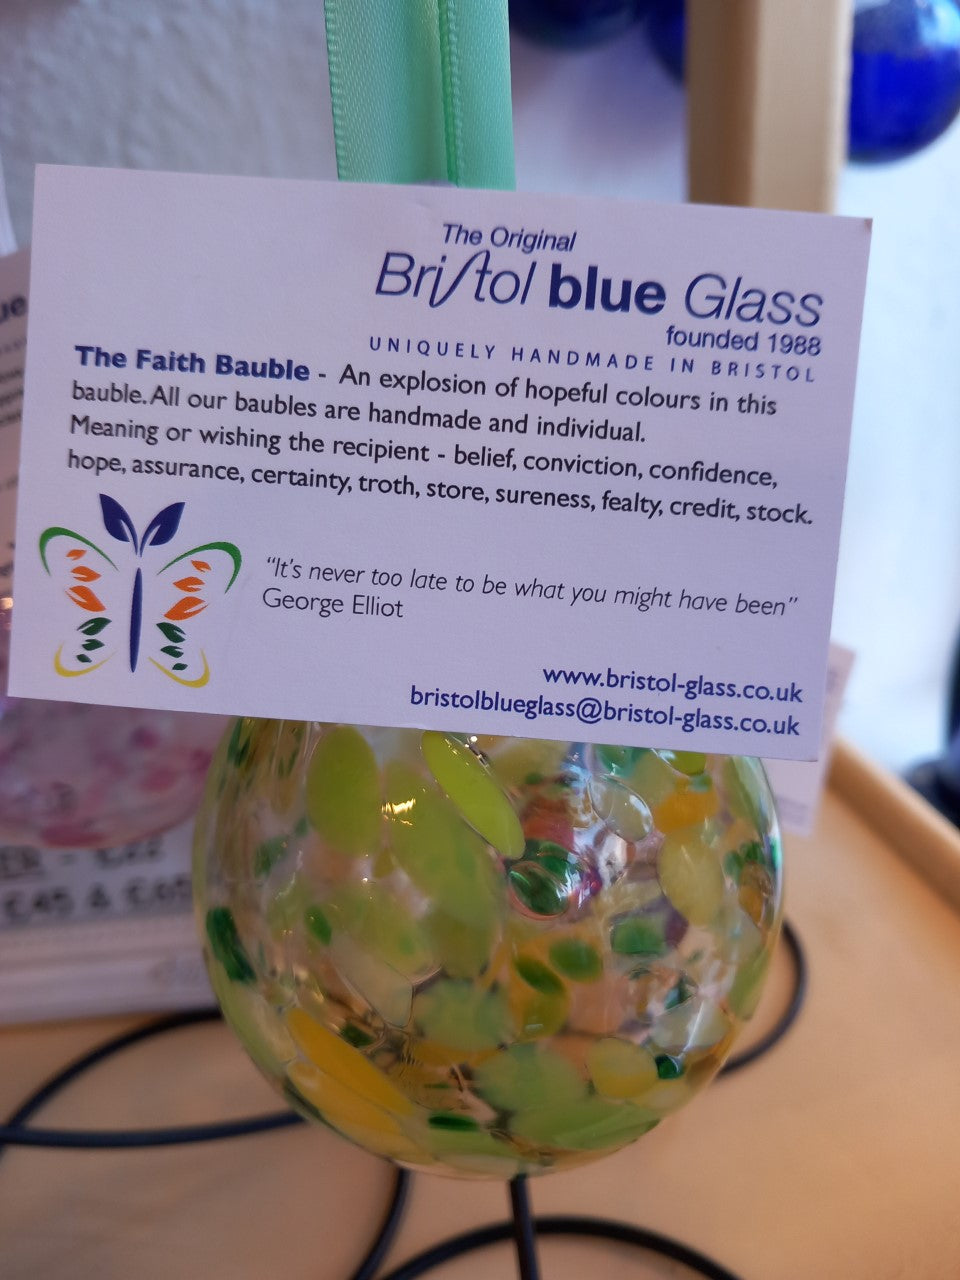 The Original
Bristol blue Glass
founded 1988
UNIQUELY HANDMADE IN BRISTOL
The Faith Bauble - An explosion of hopeful colours in this
bauble. All our baubles are handmade and individual.
Meaning or wishing the recipient - belief, conviction, confidence,
hope, assurance, certainty, troth, store, sureness, fealty, credit, stock.
"It's never too late to be what you might have been"
George Elliot
www.bristol-glass.co.uk
bristolblueglass@bristol-glass.co.uk
£45 & £65